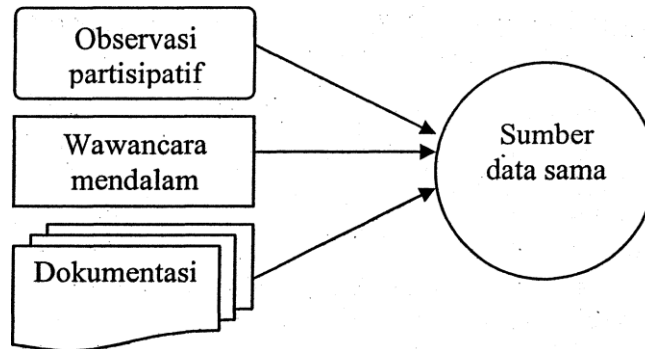 Observasi
partisipatif
Wawancara
mendalam
Dokumentasi
Sumber
data sama